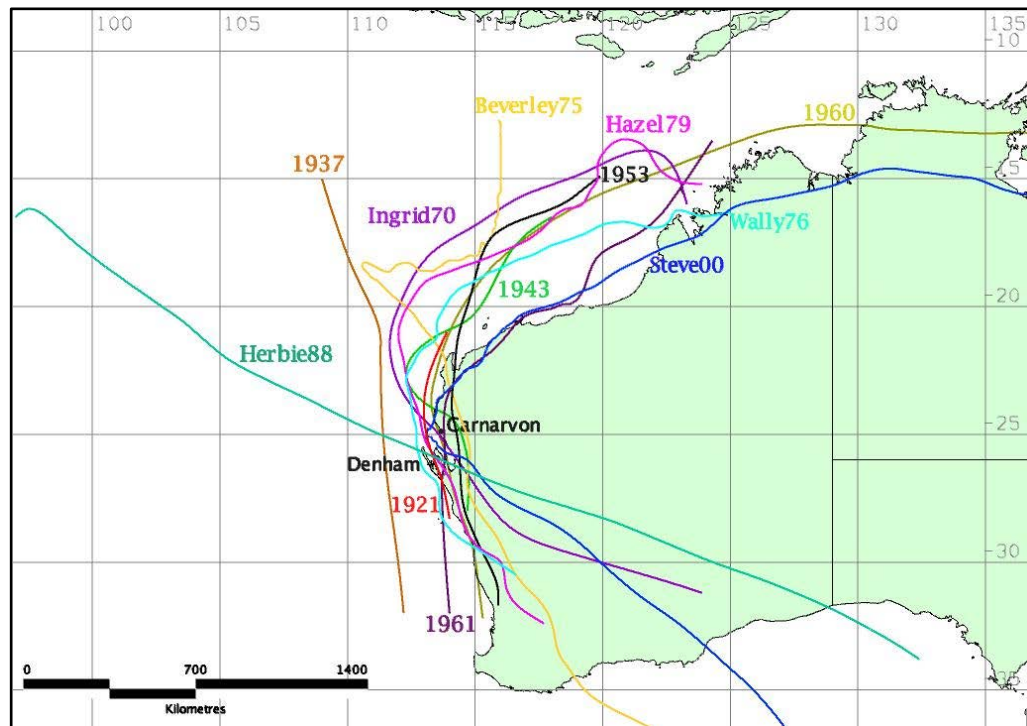 100 105 110 115 120 125 130 135
-10
Beverley75
Hazel79
1960
1937
1953
-15
Ingrid70
Wally76
Steve00
1943
-20
Herbie88
Carnarvon
-25
Denham
1921
-30
1961
0 700 1400
-35
Kilometres